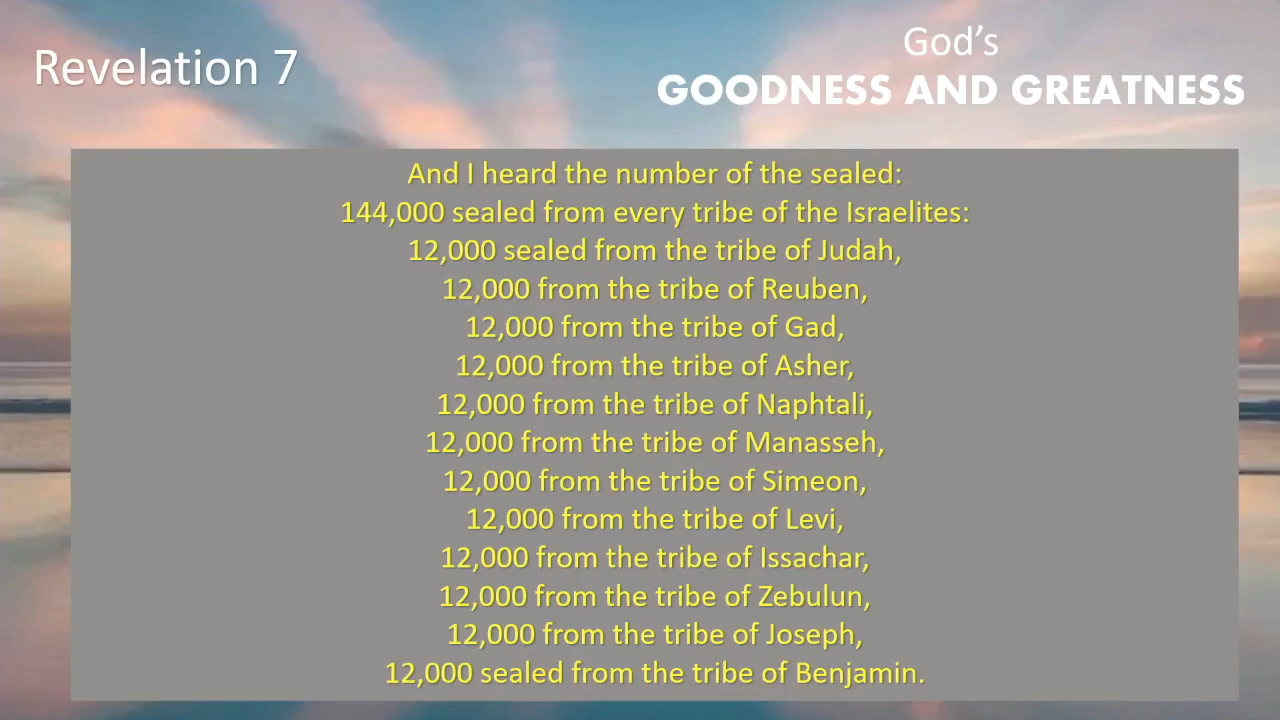 Revelation 7
God's
GOODNESS AND GREATNESS
And I heard the number of the sealed:
144,000 sealed from every tribe of the Israelites:
12,000 sealed from the tribe of Judah,
12,000 from the tribe of Reuben,
12,000 from the tribe of Gad,
12,000 from the tribe of Asher,
12,000 from the tribe of Naphtali,
12,000 from the tribe of Manasseh,
12,000 from the tribe of Simeon,
12,000 from the tribe of Levi,
12,000 from the tribe of Issachar,
12,000 from the tribe of Zebulun,
12,000 from the tribe of Joseph,
12,000 sealed from the tribe of Benjamin.